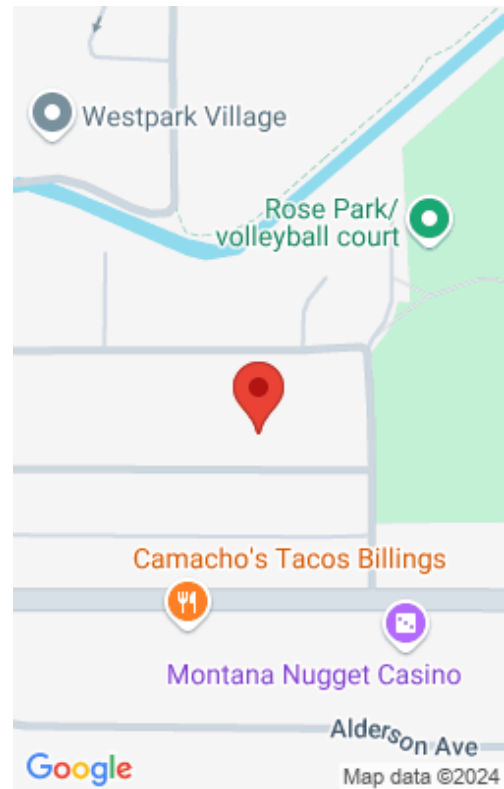 Westpark Village
Rose Park/
volleyball court
Camacho's Tacos Billings
Montana Nugget Casino
Alderson Ave
Google
Map data ©2024